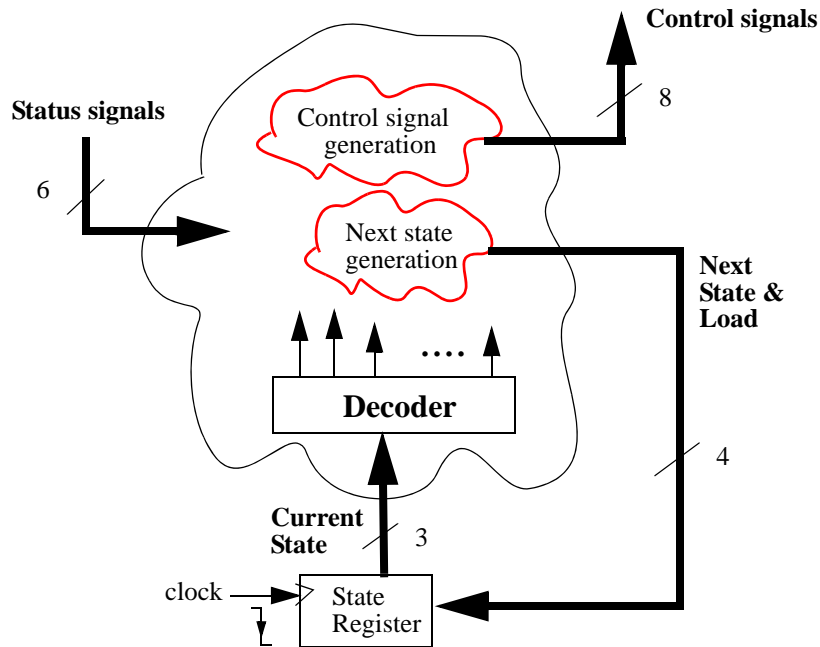 Control signals
8
Status signals
6
Control signal
generation
Next state
generation
Next
State &
Load
....
Decoder
4
Current
State
3
clock
State
Register